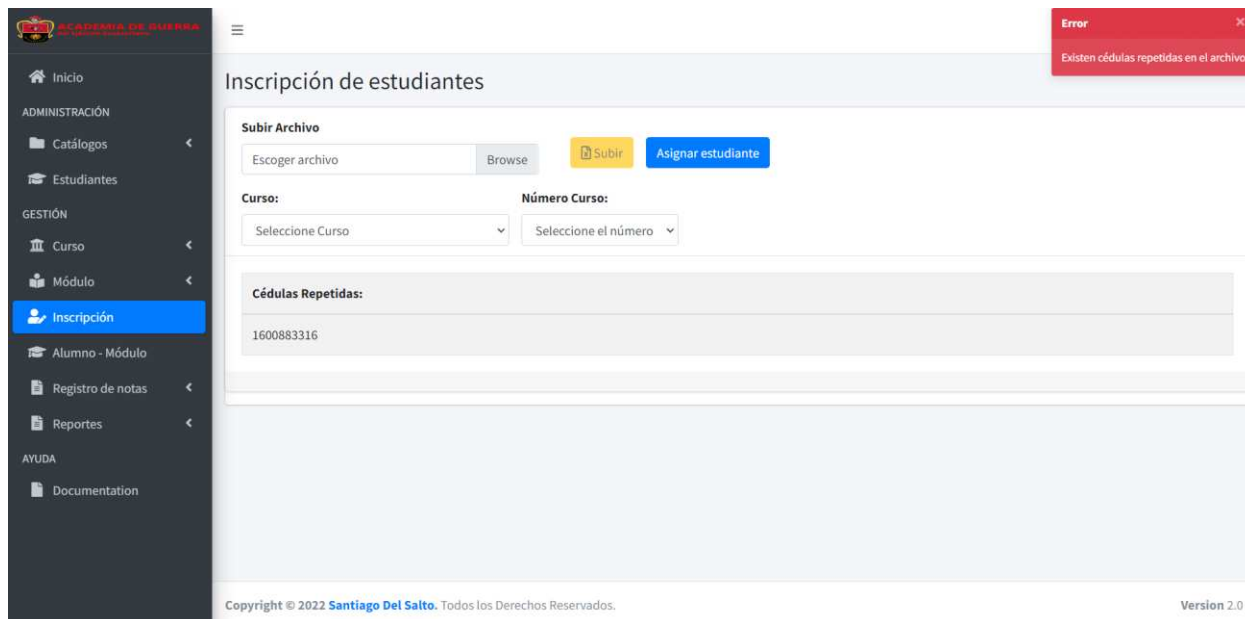 ACADEMIA DE GUERRA
Inicio
ADMINISTRACIÓN
Catálogos
Estudiantes
GESTIÓN
Curso
Módulo
Inscripción
Alumno - Módulo
Registro de notas
Reportes
AYUDA
Documentation
Error ×
Existen cédulas repetidas en el archivo
Inscripción de estudiantes
Subir Archivo
Escoger archivo Browse Subir Asignar estudiante
Curso: Número Curso:
Seleccione Curso Seleccione el número
Cédulas Repetidas:
1600883316
Copyright © 2022 Santiago Del Salto. Todos los Derechos Reservados. Version 2.0